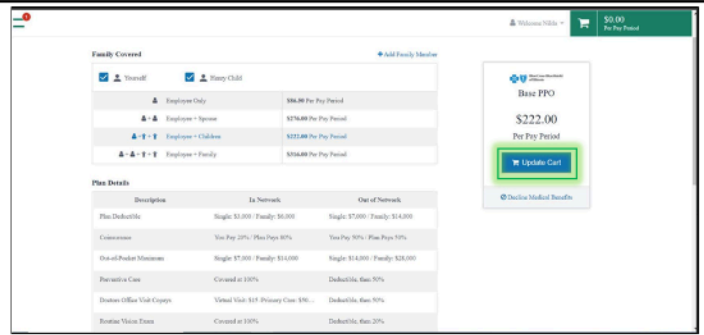 Welcome Nilda
$0.00
Per Pay Period
Family Covered
+ Add Family Member
Yourself
Henry Child
Employee Only $86.00 Per Pay Period
Employee + Spouse $276.00 Per Pay Period
Employee + Children $222.00 Per Pay Period
Employee + Family $316.00 Per Pay Period
Base PPO
$222.00
Per Pay Period
Update Cart
Decline Medical Benefits
Plan Details
Description In Network Out of Network
Plan Deductible Single: $3,000 / Family: $6,000 Single: $7,000 / Family: $14,000
Coinsurance You Pay 20% / Plan Pays 80% You Pay 50% / Plan Pays 50%
Out-of-Pocket Maximum Single: $7,000 / Family: $14,000 Single: $14,000 / Family: $28,000
Preventive Care Covered at 100% Deductible, then 50%
Doctors Office Visit Copays Virtual Visit: $15 /Primary Care: $30... Deductible, then 50%
Routine Vision Exam Covered at 100% Deductible, then 20%